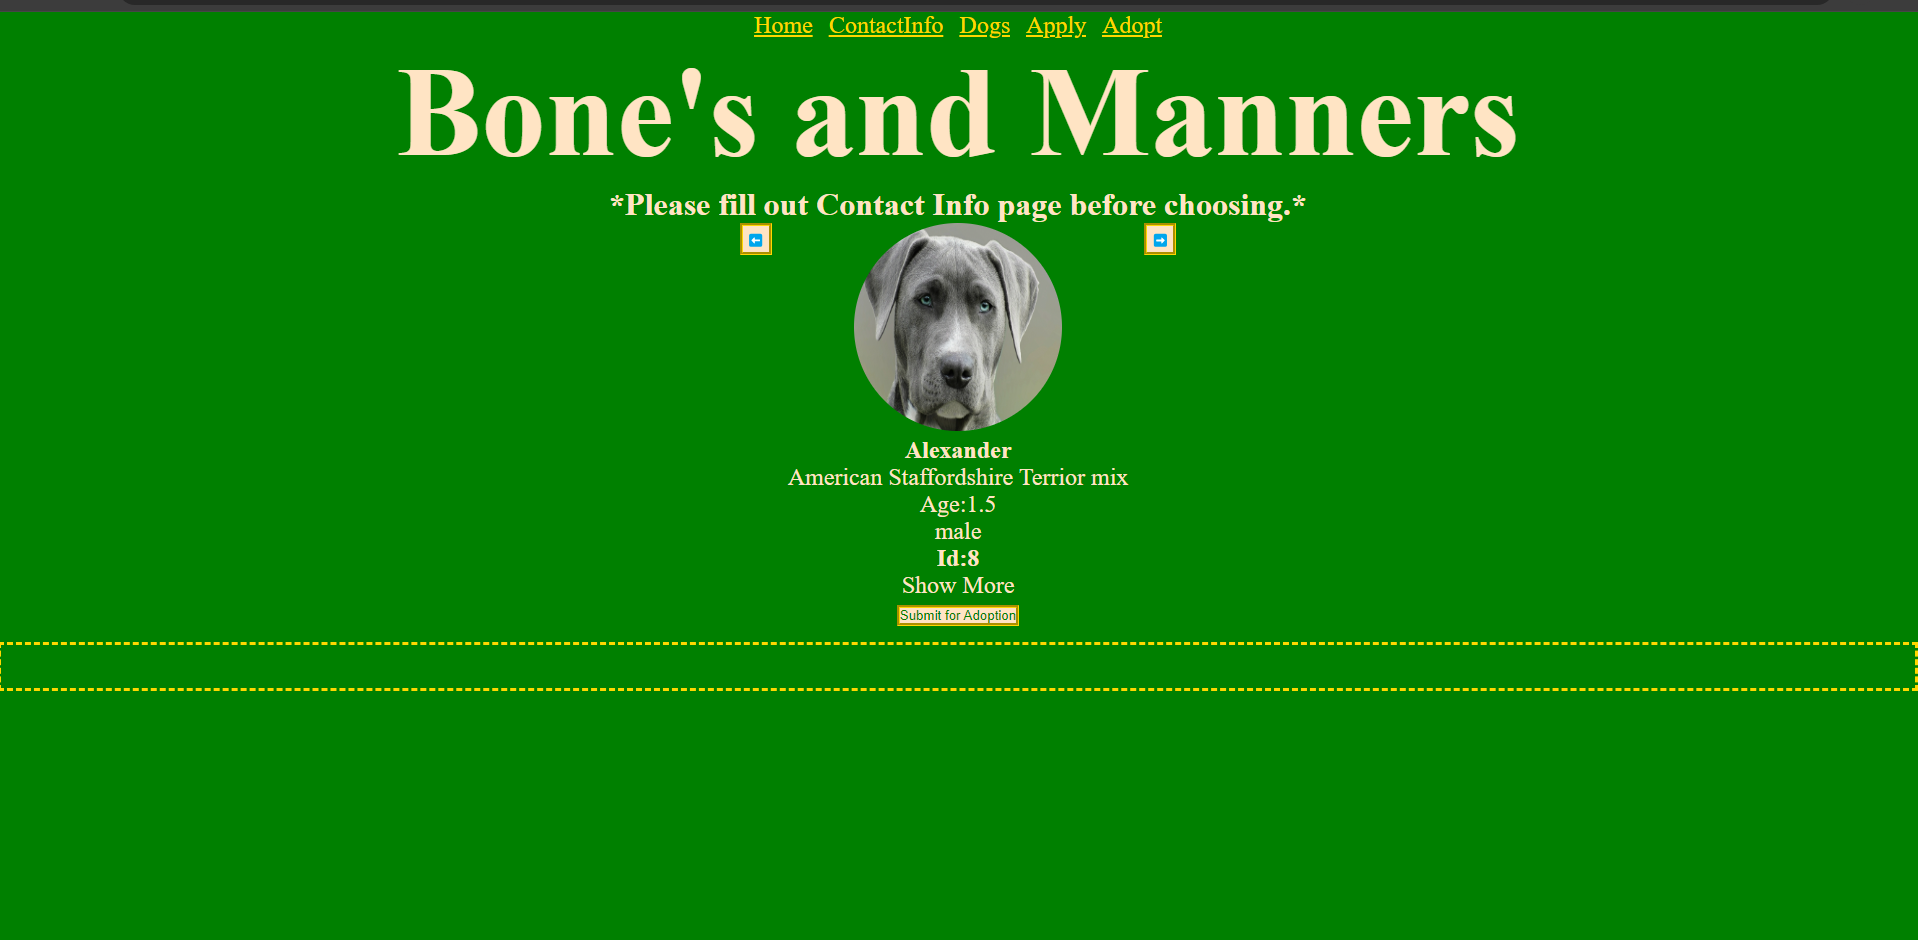 Home ContactInfo Dogs Apply Adopt
Bone's and Manners
*Please fill out Contact Info page before choosing.*
Alexander
American Staffordshire Terrior mix
Age:1.5
male
Id:8
Show More
Submit for Adoption